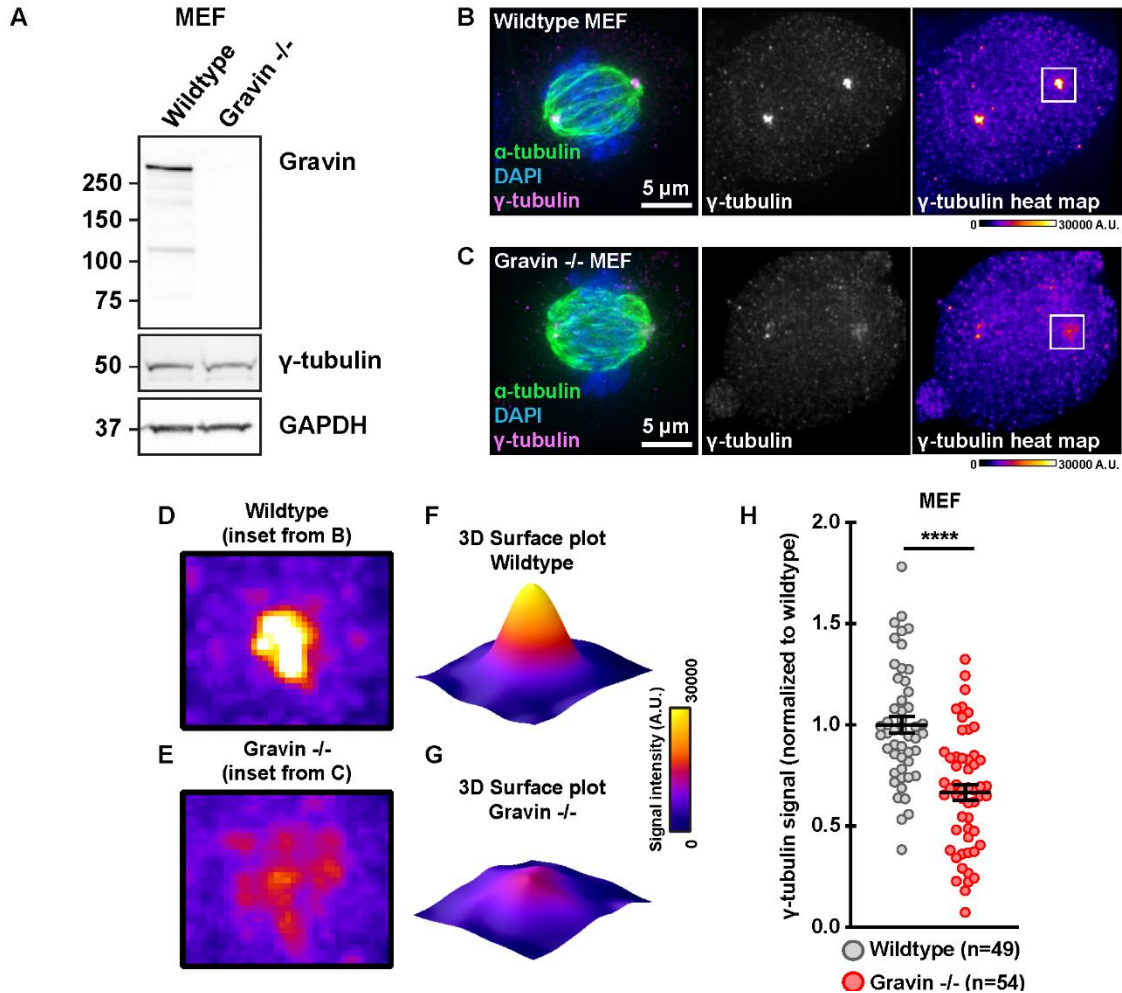 A
MEF
Wildtype
Gravin -/-
250
150
100
75
50
37
Gravin
γ-tubulin
GAPDH
B
Wildtype MEF
α-tubulin
DAPI
γ-tubulin
5 μm
γ-tubulin
γ-tubulin heat map
0 30000 A.U.
C
Gravin -/- MEF
α-tubulin
DAPI
γ-tubulin
5 μm
γ-tubulin
γ-tubulin heat map
0 30000 A.U.
D
Wildtype
(inset from B)
E
Gravin -/-
(inset from C)
F
3D Surface plot
Wildtype
G
3D Surface plot
Gravin -/-
Signal intensity (A.U.)
30000
0
H
MEF
****
γ-tubulin signal (normalized to wildtype)
2.0
1.5
1.0
0.5
0.0
Wildtype (n=49)
Gravin -/- (n=54)